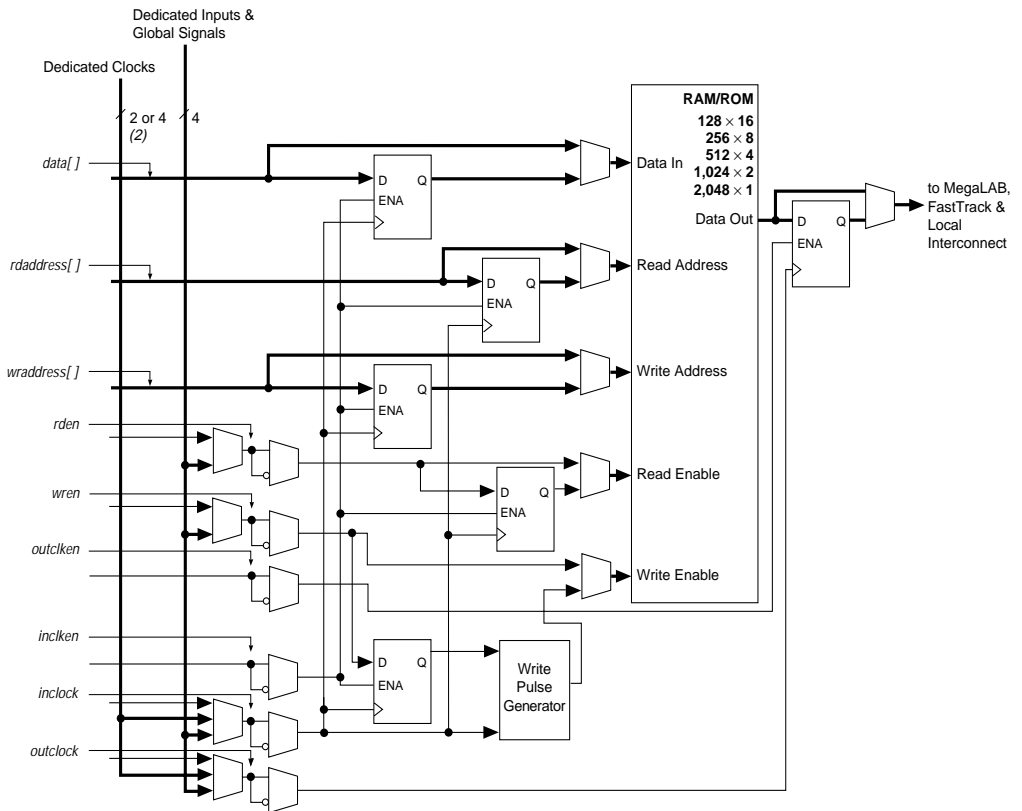 Dedicated Inputs &
Global Signals
Dedicated Clocks
2 or 4
(2)
4
RAM/ROM
128 × 16
256 × 8
512 × 4
1,024 × 2
2,048 × 1
data[ ]
D
Q
ENA
Data In
Data Out
D
Q
ENA
to MegaLAB,
FastTrack &
Local
Interconnect
rdaddress[ ]
D
Q
ENA
Read Address
wraddress[ ]
D
Q
ENA
Write Address
rden
D
Q
ENA
Read Enable
wren
outclken
Write Enable
inclken
D
Q
ENA
Write
Pulse
Generator
inclock
outclock